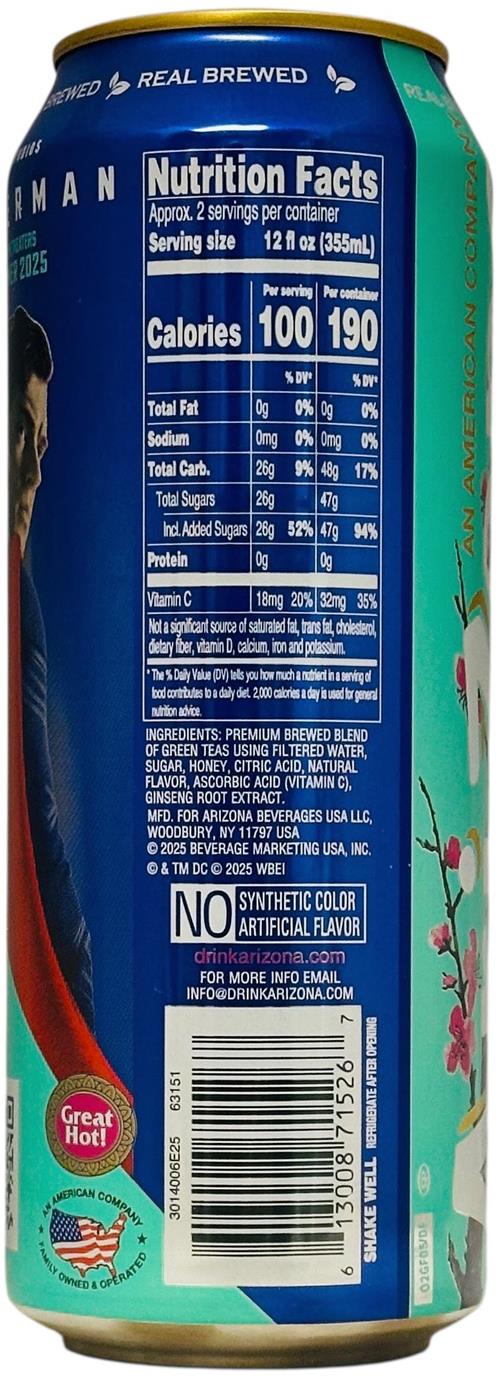 BREWED REAL BREWED
ERMAN
2025
Nutrition Facts
Approx. 2 servings per container
Serving size 12 fl oz (355mL)
Per serving Per container
Calories 100 190
% DV* % DV*
Total Fat 0g 0% 0g 0%
Sodium 0mg 0% 0mg 0%
Total Carb. 26g 9% 48g 17%
Total Sugars 26g 47g
Incl. Added Sugars 26g 52% 47g 94%
Protein 0g 0g
Vitamin C 18mg 20% 32mg 35%
Not a significant source of saturated fat, trans fat, cholesterol,
dietary fiber, vitamin D, calcium, iron and potassium.
* The % Daily Value (DV) tells you how much a nutrient in a serving of
food contributes to a daily diet. 2,000 calories a day is used for general
nutrition advice.
INGREDIENTS: PREMIUM BREWED BLEND
OF GREEN TEAS USING FILTERED WATER,
SUGAR, HONEY, CITRIC ACID, NATURAL
FLAVOR, ASCORBIC ACID (VITAMIN C),
GINSENG ROOT EXTRACT.
MFD. FOR ARIZONA BEVERAGES USA LLC,
WOODBURY, NY 11797 USA
© 2025 BEVERAGE MARKETING USA, INC.
© & TM DC © 2025 WBEI
NO SYNTHETIC COLOR
ARTIFICIAL FLAVOR
drinkarizona.com
FOR MORE INFO EMAIL
INFO@DRINKARIZONA.COM
3014006E25 63151
6 13008 71526 7
SHAKE WELL REFRIGERATE AFTER OPENING
Great
Hot!
AN AMERICAN COMPANY
FAMILY OWNED & OPERATED
REAL
AN AMERICAN COMPANY